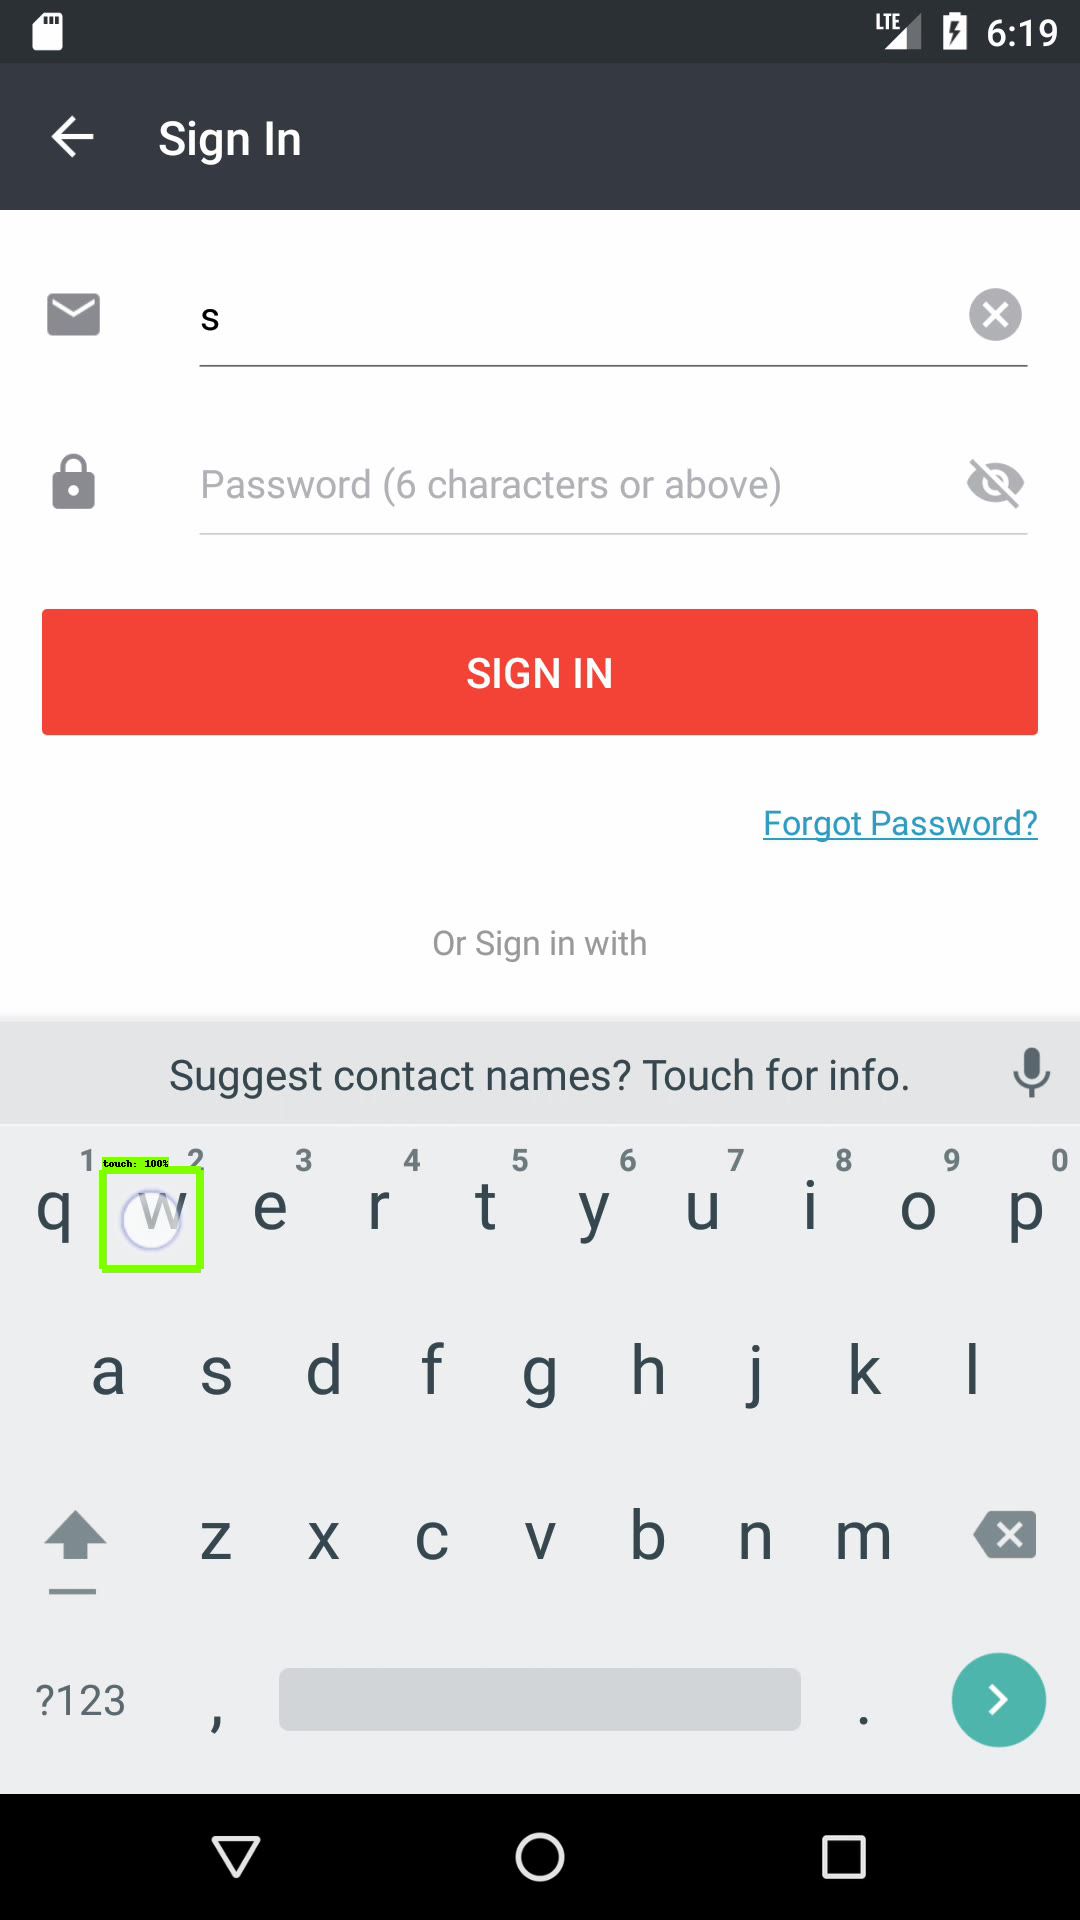 LTE 6:19
Sign In
s
Password (6 characters or above)
SIGN IN
Forgot Password?
Or Sign in with
Suggest contact names? Touch for info.
1 2 3 4 5 6 7 8 9 0
touch: 100%
q w e r t y u i o p
a s d f g h j k l
z x c v b n m
?123 , .